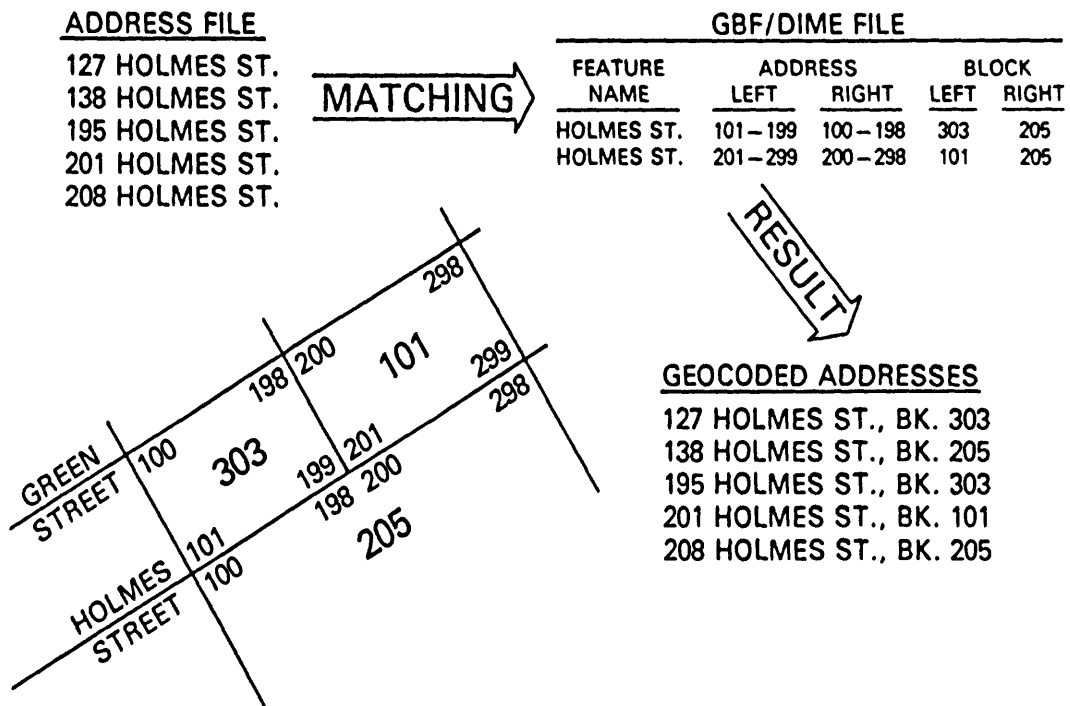 ADDRESS FILE
127 HOLMES ST.
138 HOLMES ST.
195 HOLMES ST.
201 HOLMES ST.
208 HOLMES ST.
MATCHING
GBF/DIME FILE
FEATURE ADDRESS BLOCK
NAME LEFT RIGHT LEFT RIGHT
HOLMES ST. 101–199 100–198 303 205
HOLMES ST. 201–299 200–298 101 205
RESULT
GEOCODED ADDRESSES
127 HOLMES ST., BK. 303
138 HOLMES ST., BK. 205
195 HOLMES ST., BK. 303
201 HOLMES ST., BK. 101
208 HOLMES ST., BK. 205
GREEN
STREET
100
198
200
298
303
101
101
199
201
299
HOLMES
STREET
100
198
200
298
205